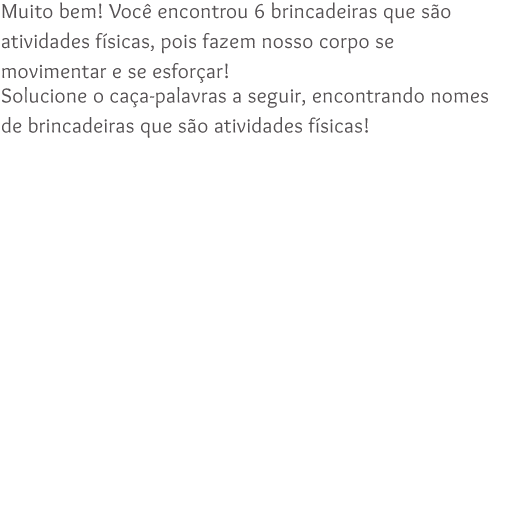 Muito bem! Você encontrou 6 brincadeiras que são
atividades físicas, pois fazem nosso corpo se
movimentar e se esforçar!
Solucione o caça-palavras a seguir, encontrando nomes
de brincadeiras que são atividades físicas!